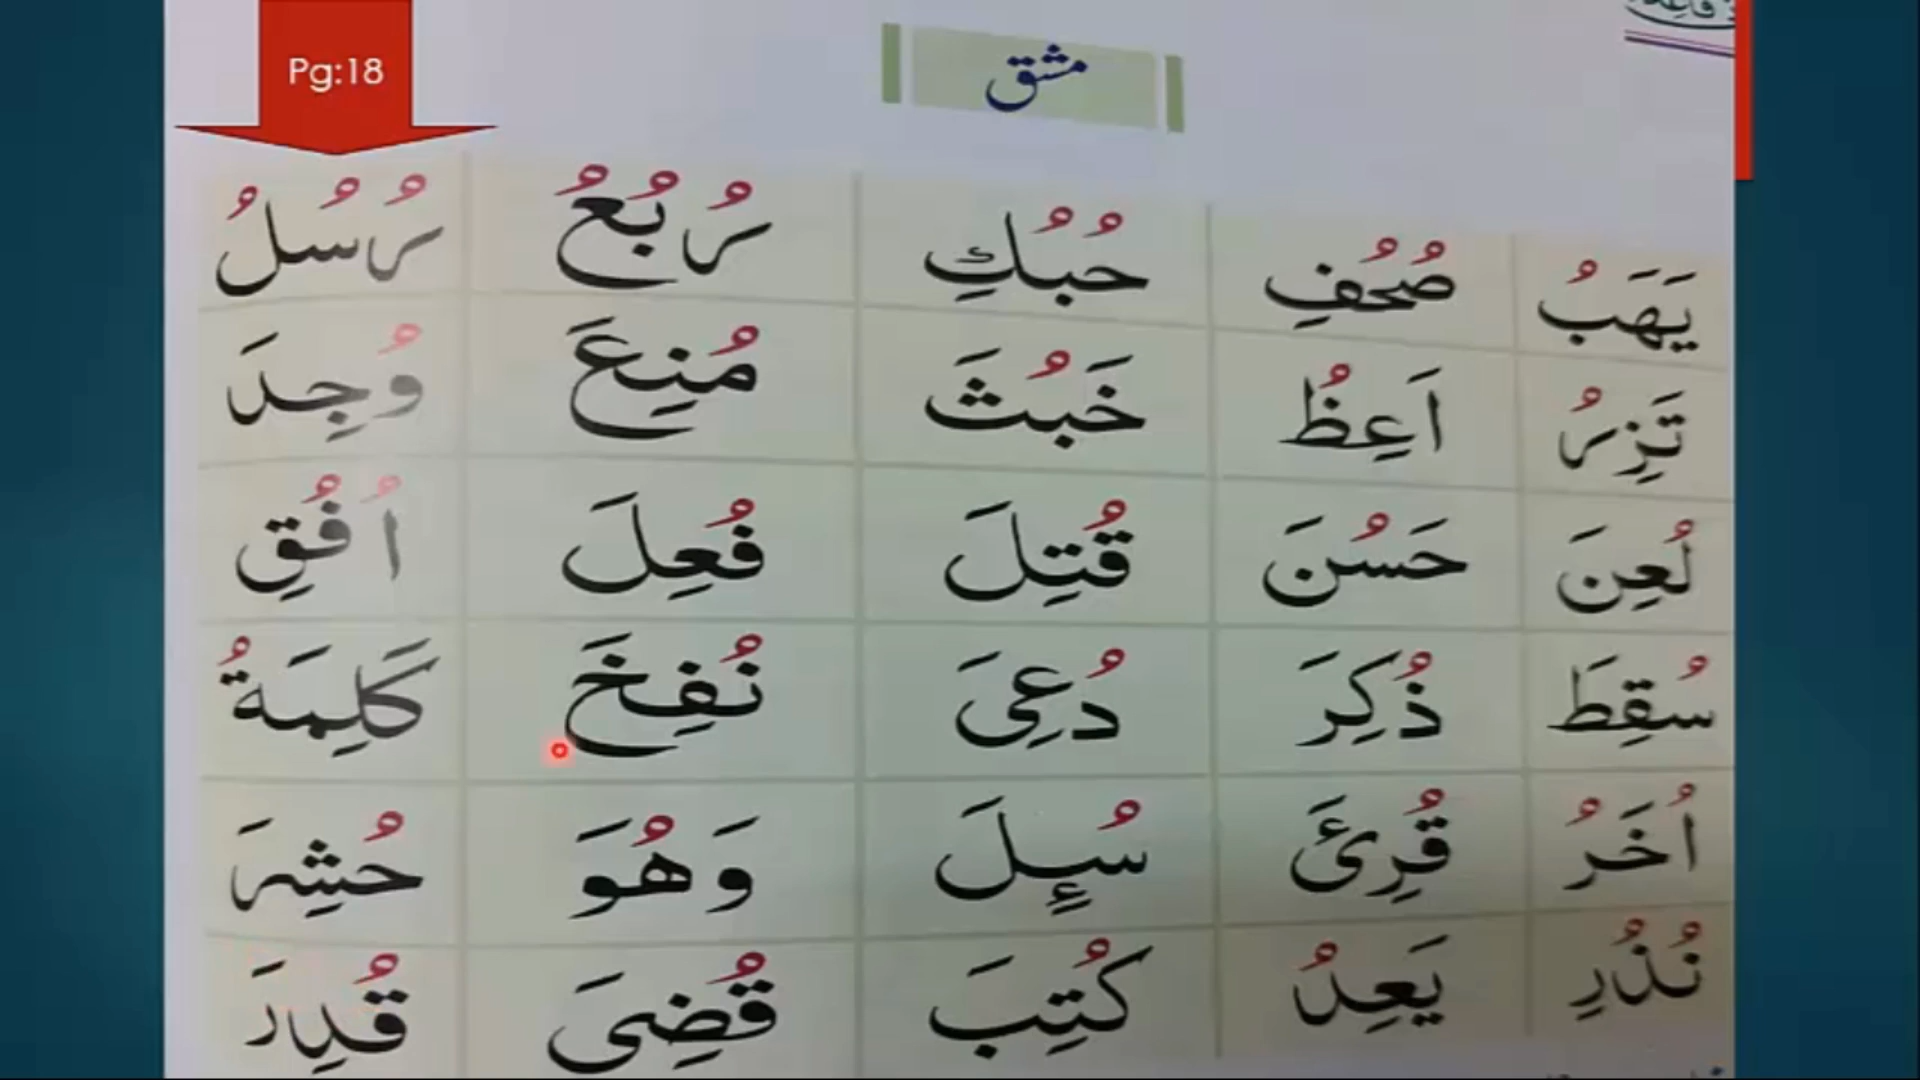 Pg:18
مشق
يَهَبُ صُحُفِ حُبُكِ رُبُعُ رُسُلُ
تَزِرُ اَعِظُ خَبُثَ مُنِعَ وُجِدَ
لُعِنَ حَسُنَ قُتِلَ فُعِلَ اُفُقِ
سُقِطَ ذُكِرَ دُعِىَ نُفِخَ كَلِمَةُ
اُخَرُ قُرِئَ سُئِلَ وَهُوَ حُشِرَ
نُذُرِ يَعِدُ كُتِبَ قُضِىَ قُدِرَ